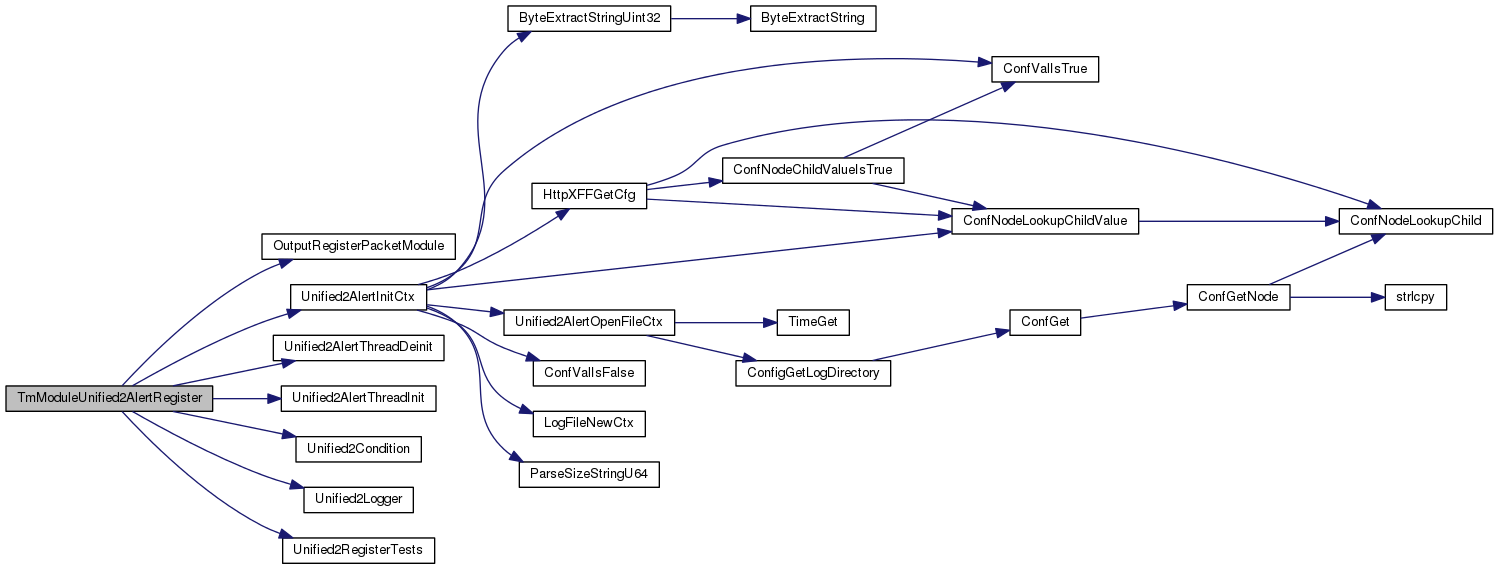 ByteExtractStringUint32
ByteExtractString
ConfValIsTrue
ConfNodeChildValueIsTrue
HttpXFFGetCfg
ConfNodeLookupChildValue
ConfNodeLookupChild
OutputRegisterPacketModule
Unified2AlertInitCtx
ConfGetNode
strlcpy
Unified2AlertOpenFileCtx
TimeGet
ConfGet
Unified2AlertThreadDeinit
ConfValIsFalse
ConfigGetLogDirectory
TmModuleUnified2AlertRegister
Unified2AlertThreadInit
LogFileNewCtx
Unified2Condition
ParseSizeStringU64
Unified2Logger
Unified2RegisterTests